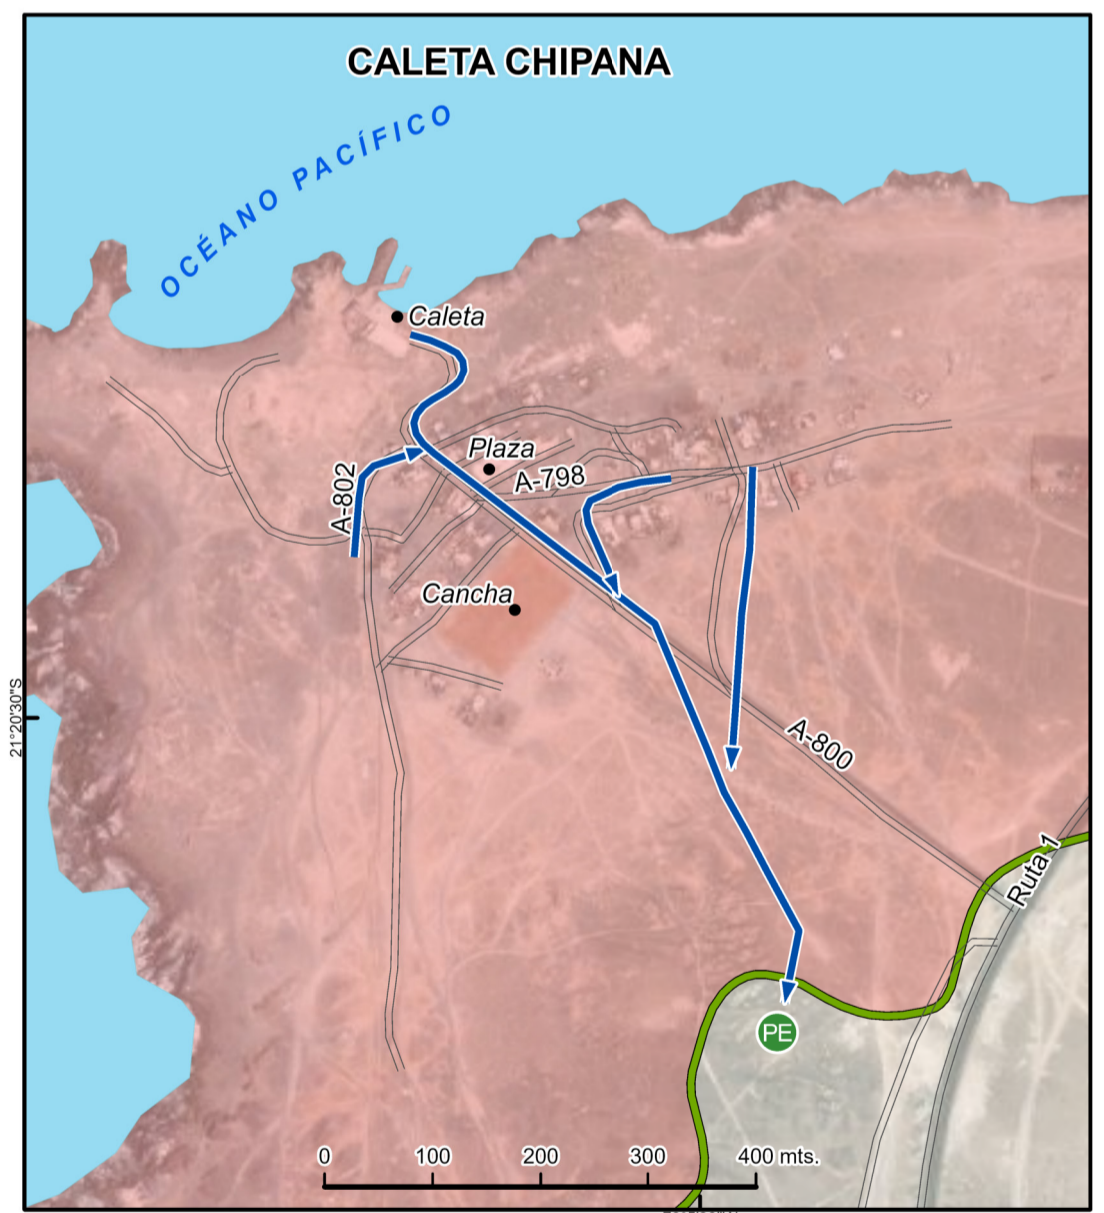 CALETA CHIPANA
OCÉANO PACÍFICO
Caleta
Plaza
A-798
A-802
Cancha
21°20'30"S
A-800
Ruta 1
PE
0 100 200 300 400 mts.